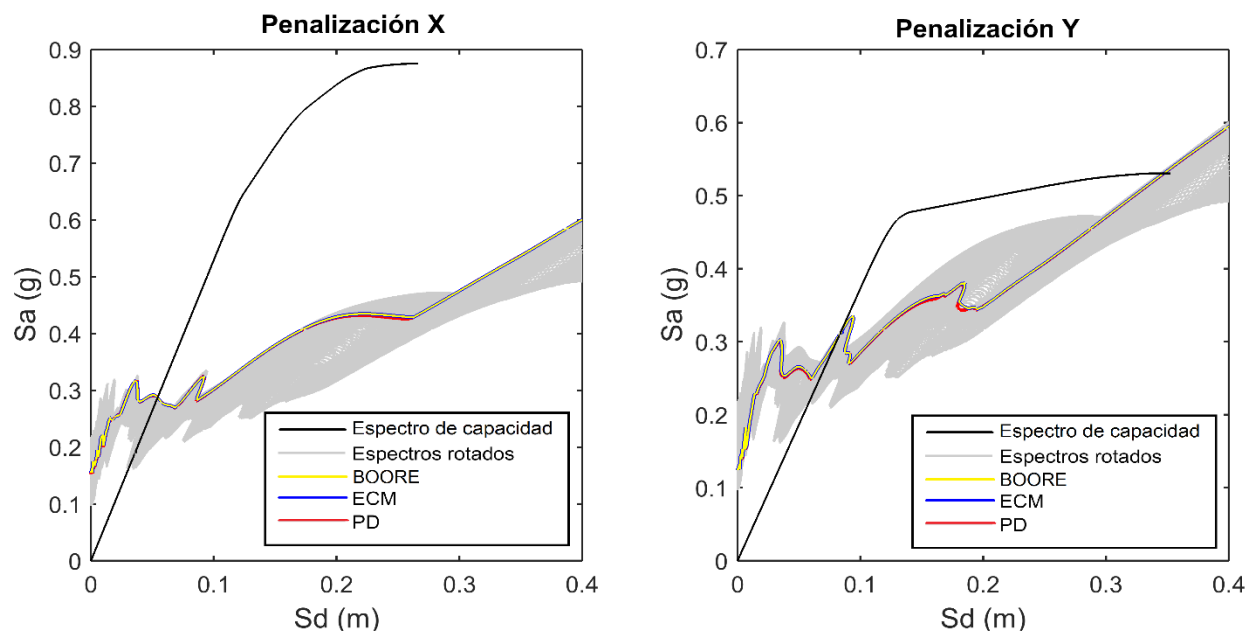 Penalización X
Sa (g)
0.9
0.8
0.7
0.6
0.5
0.4
0.3
0.2
0.1
0
0 0.1 0.2 0.3 0.4
Sd (m)
Espectro de capacidad
Espectros rotados
BOORE
ECM
PD
Penalización Y
Sa (g)
0.7
0.6
0.5
0.4
0.3
0.2
0.1
0
0 0.1 0.2 0.3 0.4
Sd (m)
Espectro de capacidad
Espectros rotados
BOORE
ECM
PD